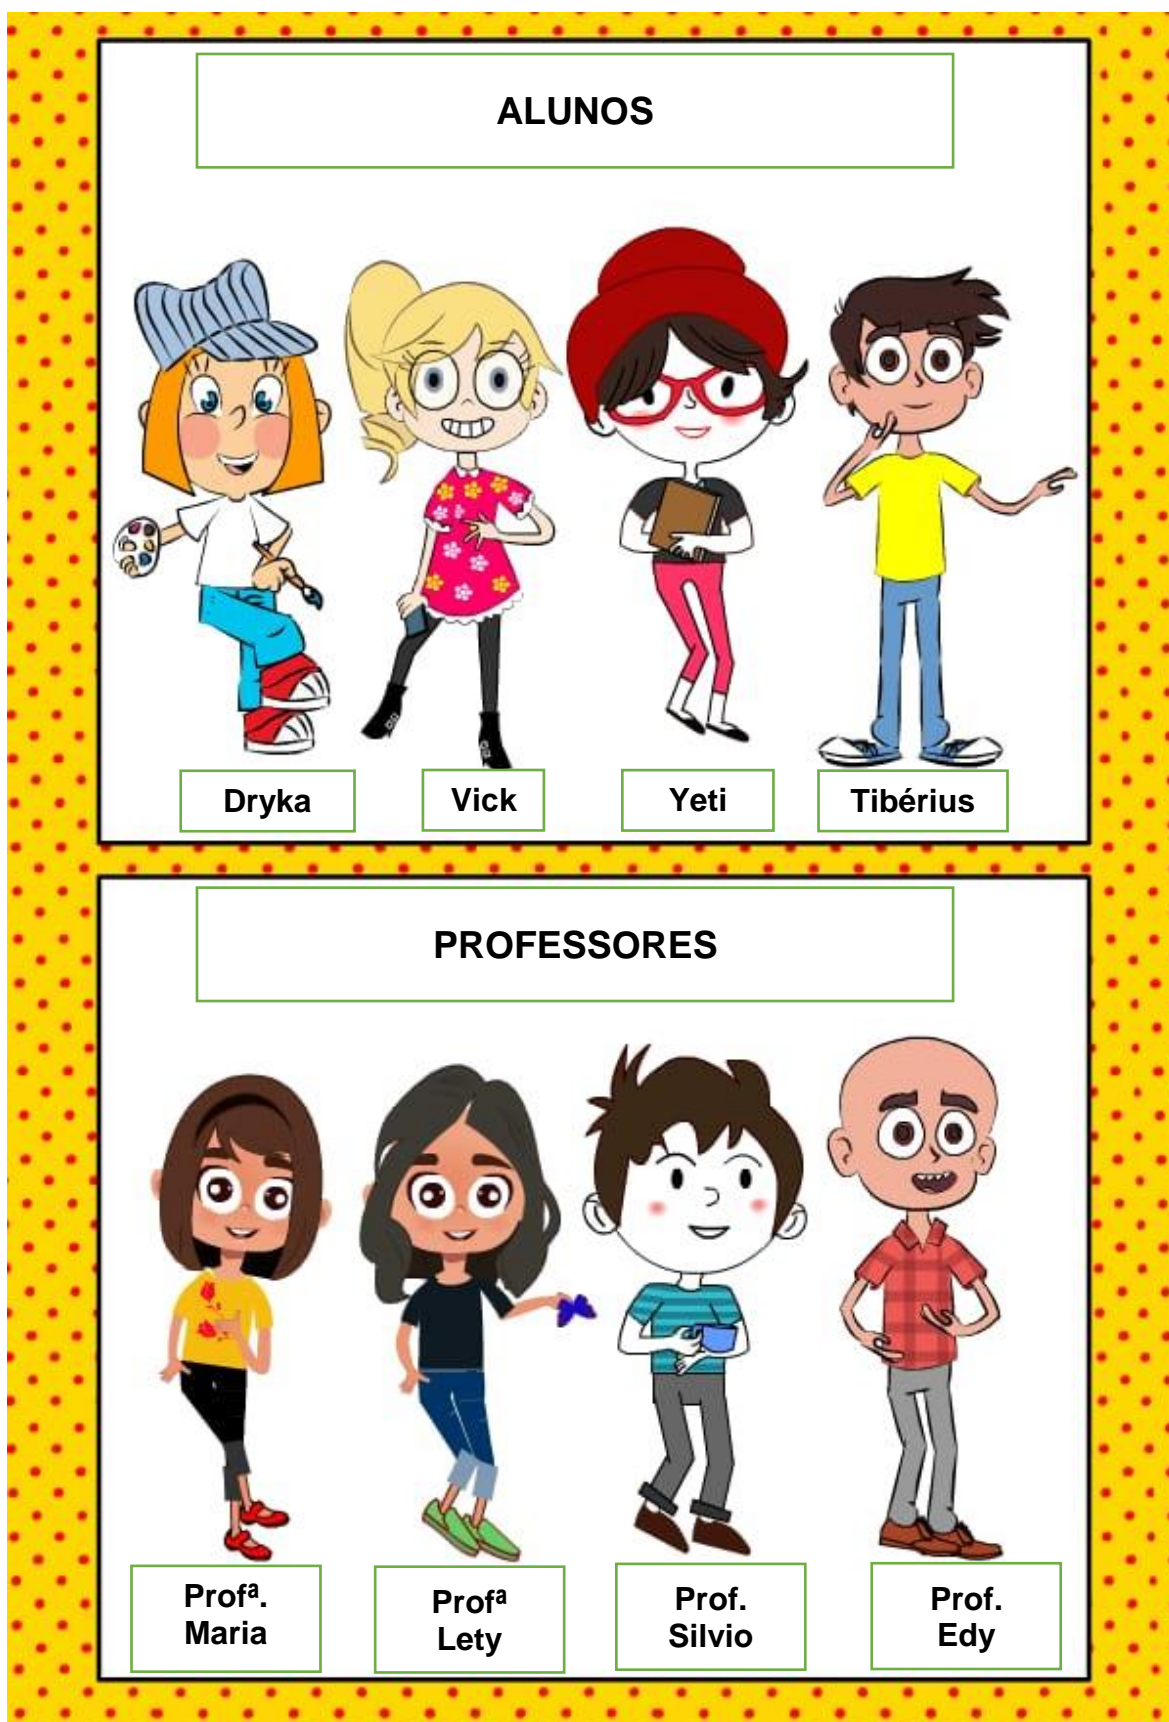 ALUNOS
Dryka
Vick
Yeti
Tibérius
PROFESSORES
Profª.
Maria
Profª
Lety
Prof.
Silvio
Prof.
Edy